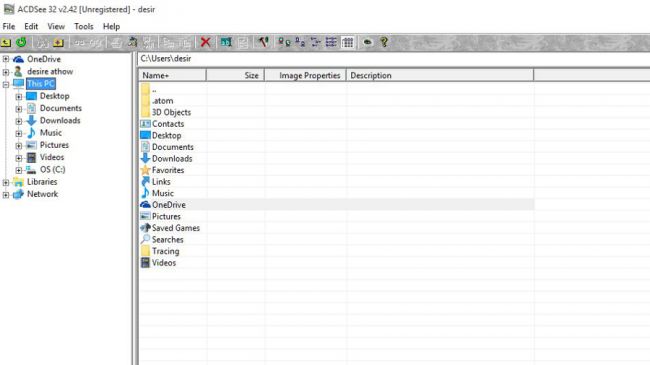 ACDSee 32 v2.42 [Unregistered] - desir
File Edit View Tools Help
OneDrive
desire athow
This PC
Desktop
Documents
Downloads
Music
Pictures
Videos
OS (C:)
Libraries
Network
C:\Users\desir
Name+ Size Image Properties Description
..
.atom
3D Objects
Contacts
Desktop
Documents
Downloads
Favorites
Links
Music
OneDrive
Pictures
Saved Games
Searches
Tracing
Videos